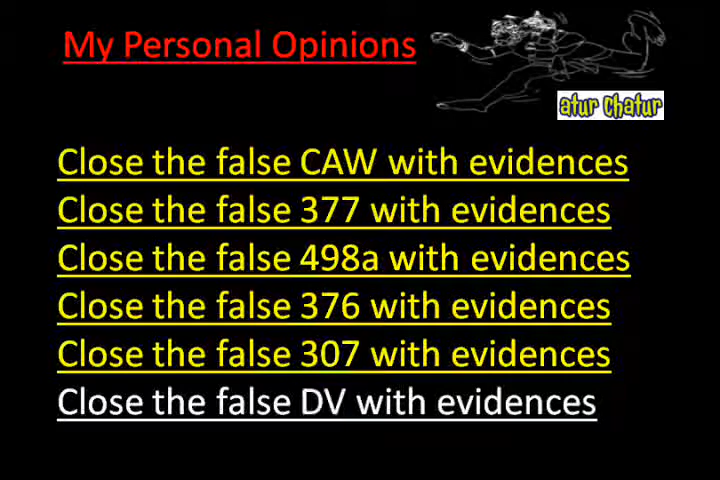 My Personal Opinions
atur Chatur
Close the false CAW with evidences
Close the false 377 with evidences
Close the false 498a with evidences
Close the false 376 with evidences
Close the false 307 with evidences
Close the false DV with evidences